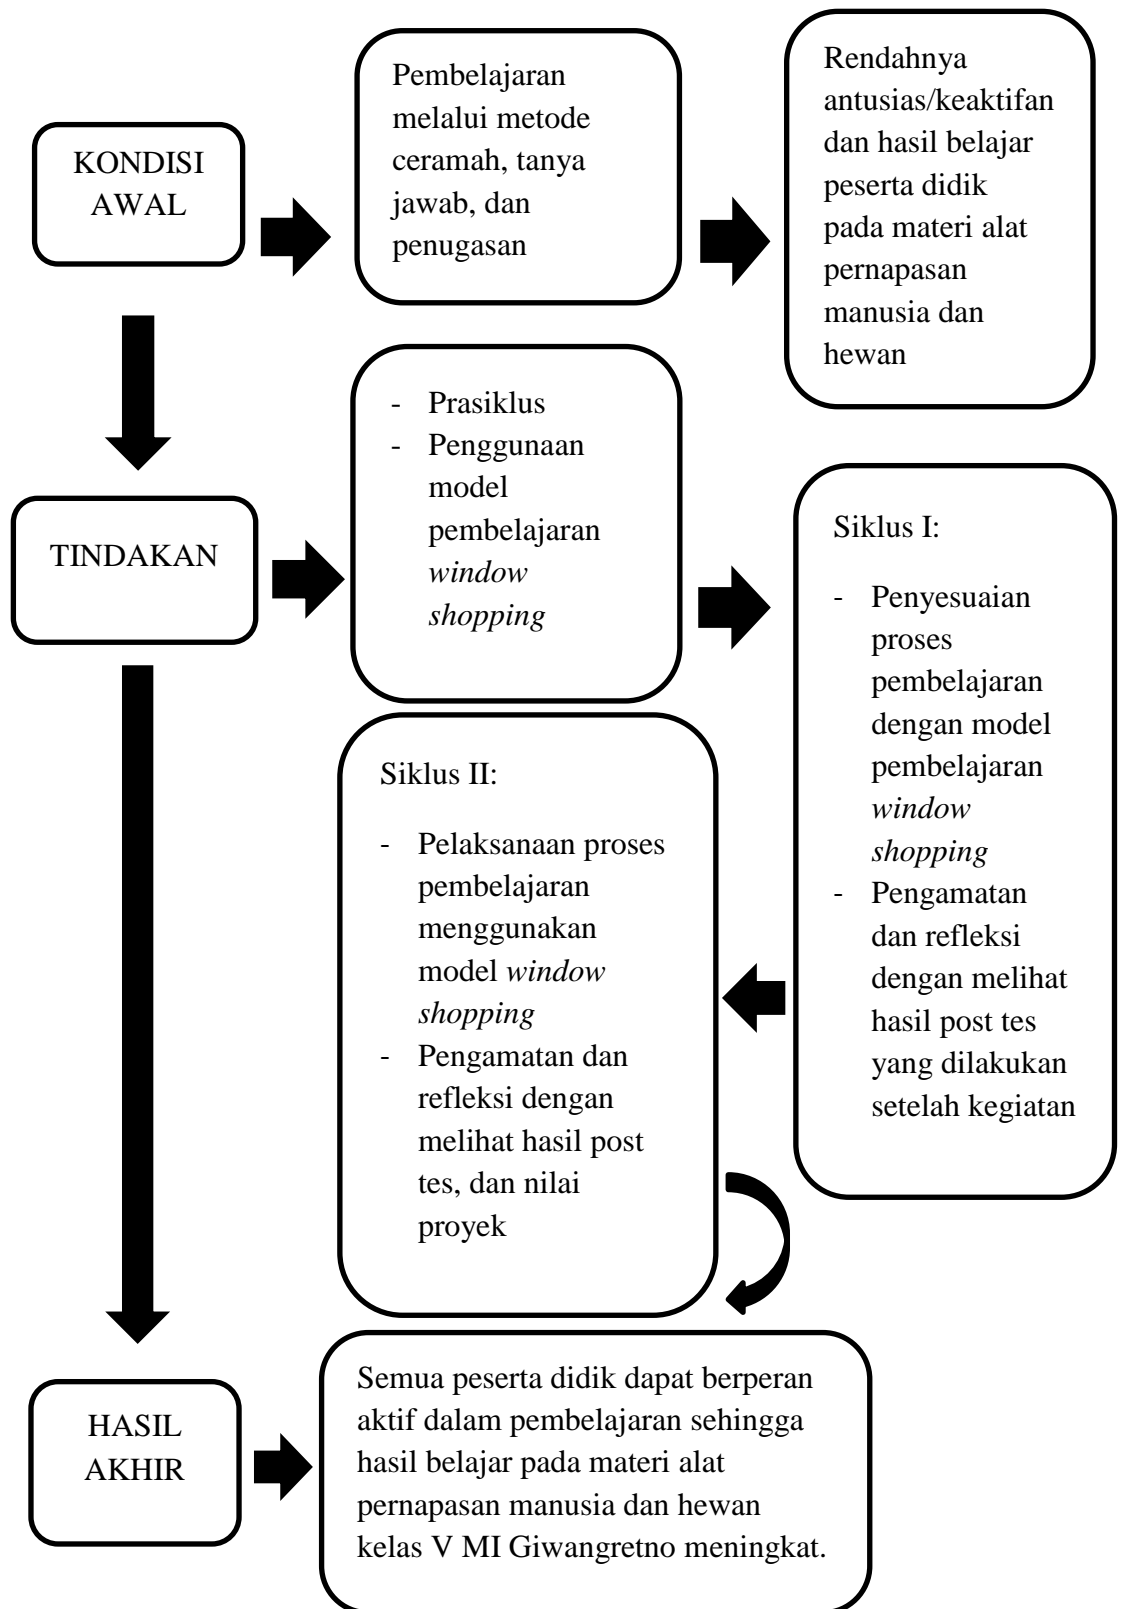 KONDISI
AWAL
Pembelajaran
melalui metode
ceramah, tanya
jawab, dan
penugasan
Rendahnya
antusias/keaktifan
dan hasil belajar
peserta didik
pada materi alat
pernapasan
manusia dan
hewan
TINDAKAN
- Prasiklus
- Penggunaan
model
pembelajaran
window
shopping
Siklus I:
- Penyesuaian
proses
pembelajaran
dengan model
pembelajaran
window
shopping
- Pengamatan
dan refleksi
dengan melihat
hasil post tes
yang dilakukan
setelah kegiatan
Siklus II:
- Pelaksanaan proses
pembelajaran
menggunakan
model window
shopping
- Pengamatan dan
refleksi dengan
melihat hasil post
tes, dan nilai
proyek
HASIL
AKHIR
Semua peserta didik dapat berperan
aktif dalam pembelajaran sehingga
hasil belajar pada materi alat
pernapasan manusia dan hewan
kelas V MI Giwangretno meningkat.